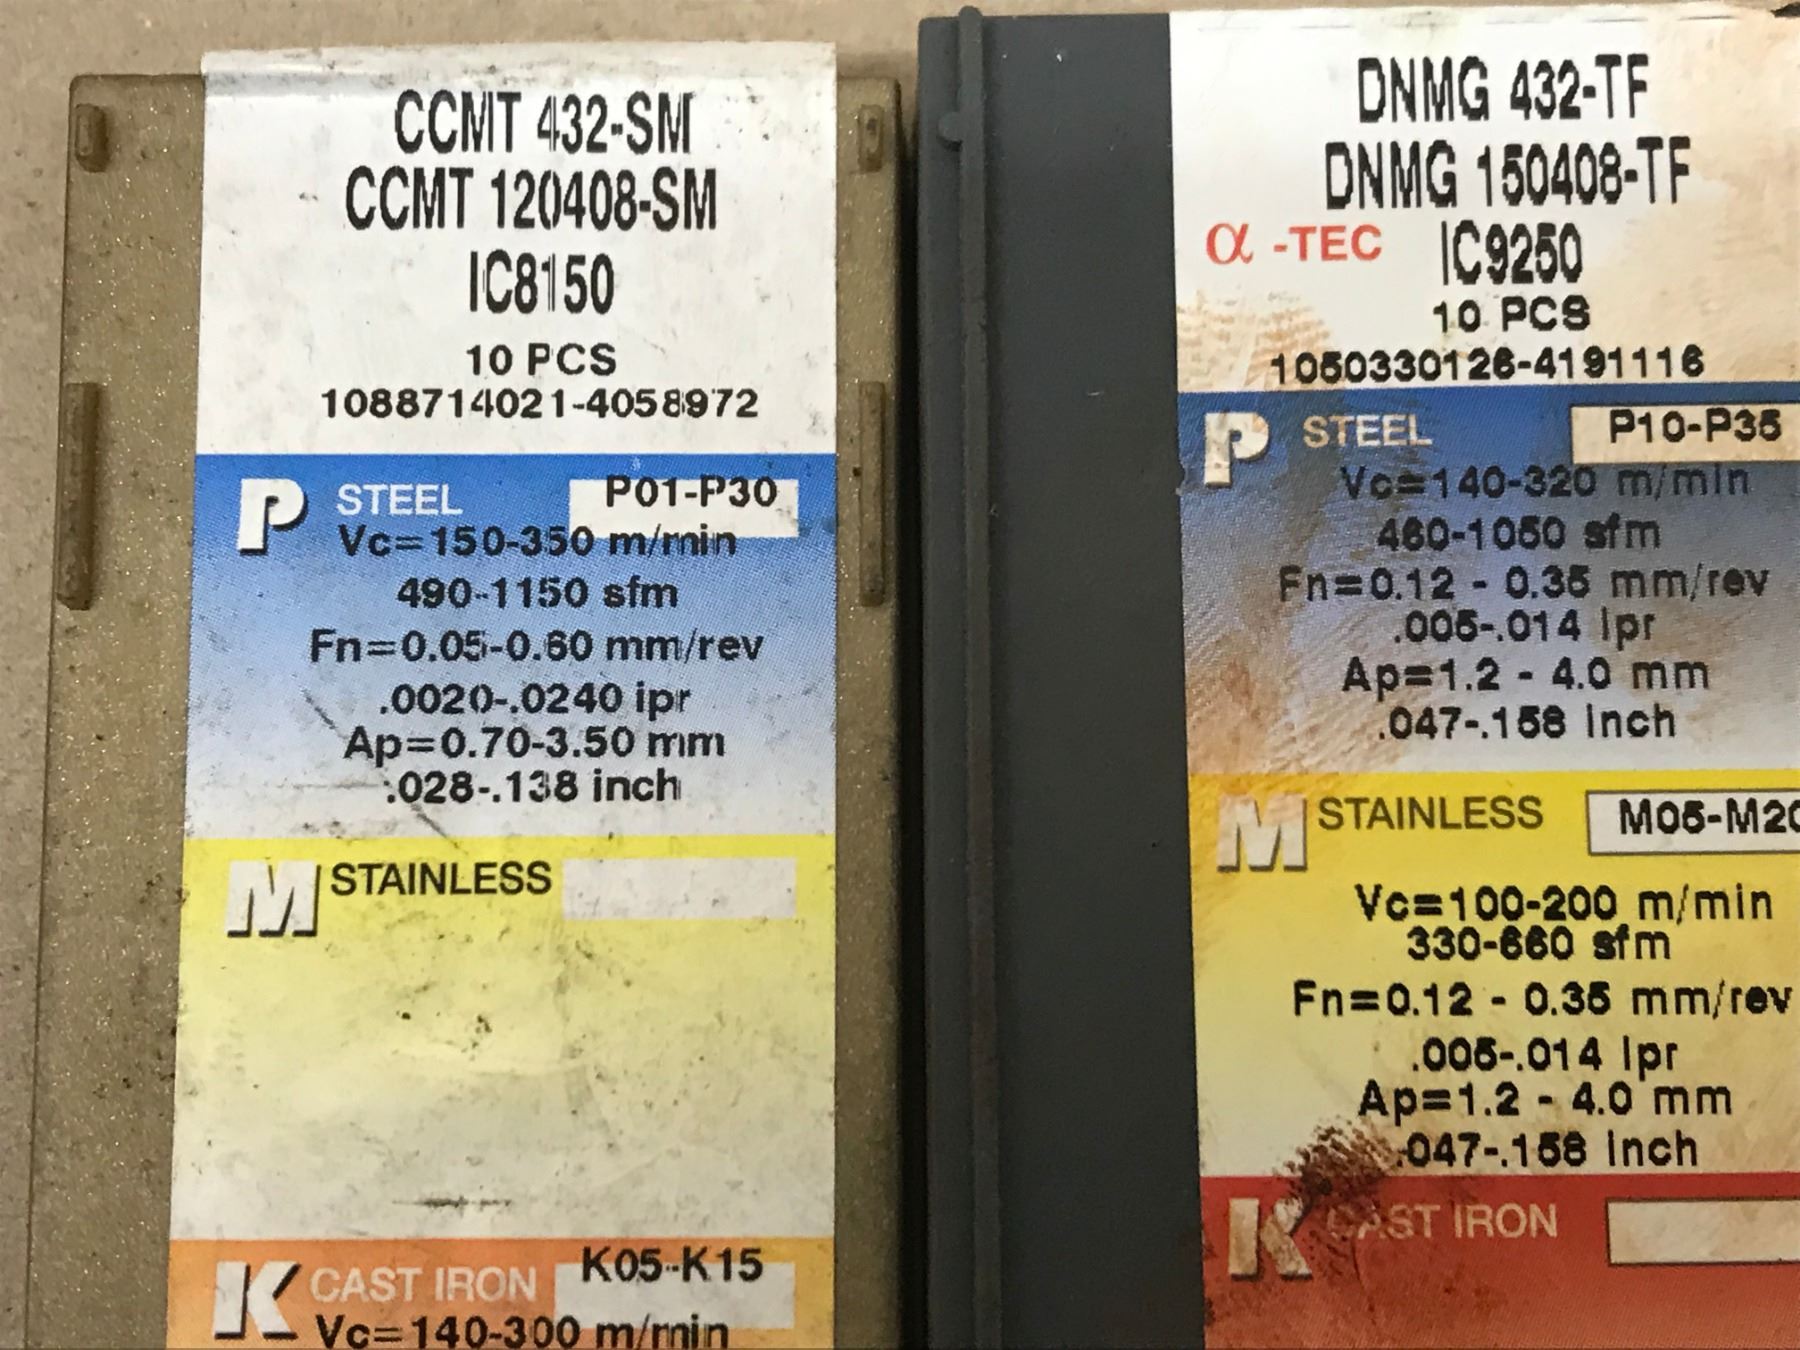 CCMT 432-SM
CCMT 120408-SM
IC8150
10 PCS
1088714021-4058972
P STEEL P01-P30
Vc=150-350 m/min
490-1150 sfm
Fn=0.05-0.60 mm/rev
.0020-.0240 ipr
Ap=0.70-3.50 mm
.028-.138 inch
M STAINLESS
K CAST IRON K05-K15
Vc=140-300 m/min
DNMG 432-TF
DNMG 150408-TF
α -TEC IC9250
10 PCS
1050330126-4191116
P STEEL P10-P35
Vc=140-320 m/min
460-1050 sfm
Fn=0.12 - 0.35 mm/rev
.005-.014 ipr
Ap=1.2 - 4.0 mm
.047-.158 inch
M STAINLESS M05-M20
Vc=100-200 m/min
330-660 sfm
Fn=0.12 - 0.35 mm/rev
.005-.014 ipr
Ap=1.2 - 4.0 mm
.047-.158 inch
K CAST IRON